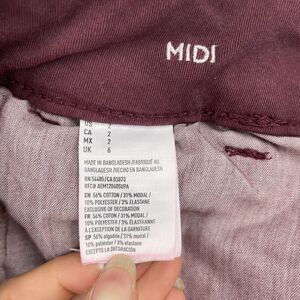 MIDI
US 2
CA 2
MX 2
UK 6
MADE IN BANGLADESH / FABRIQUÉ AU
BANGLADESH / HECHO EN BANGLADESH
RN 54485/CA 03073
RFC# AEMT20605U9A
EN 56% COTTON / 31% MODAL /
10% POLYESTER / 3% ELASTANE
EXCLUSIVE OF DECORATION
FR 56% COTON / 31% MODAL /
10% POLYESTER / 3% ÉLASTHANNE
À L'EXCEPTION DE LA GARNITURE
SP 56% algodón / 31% modal /
10% poliéster / 3% elastano
excepto decoración